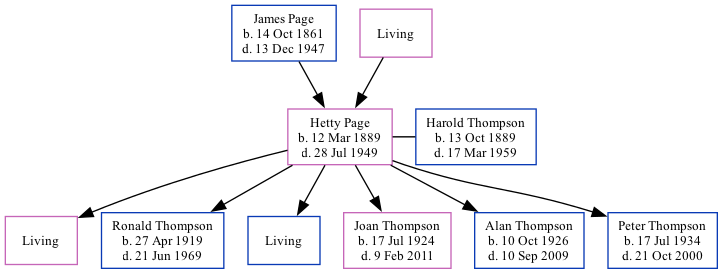 James Page
b. 14 Oct 1861
d. 13 Dec 1947
Living
Hetty Page
b. 12 Mar 1889
d. 28 Jul 1949
Harold Thompson
b. 13 Oct 1889
d. 17 Mar 1959
Living
Ronald Thompson
b. 27 Apr 1919
d. 21 Jun 1969
Living
Joan Thompson
b. 17 Jul 1924
d. 9 Feb 2011
Alan Thompson
b. 10 Oct 1926
d. 10 Sep 2009
Peter Thompson
b. 17 Jul 1934
d. 21 Oct 2000